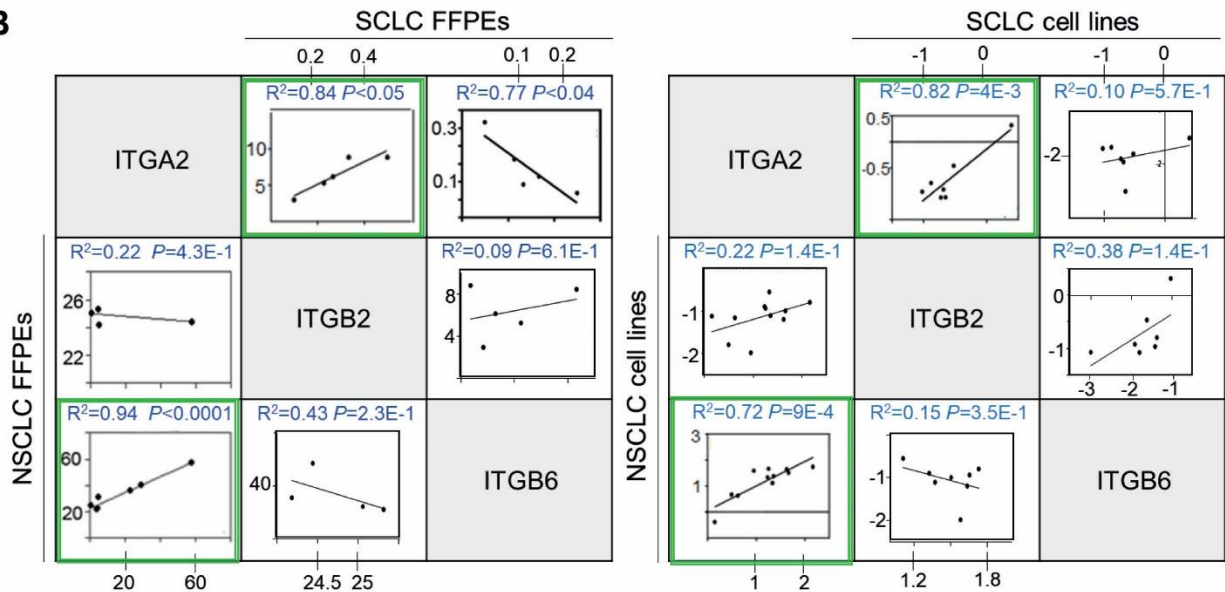 B
SCLC FFPEs
0.2 0.4 0.1 0.2
ITGA2
R²=0.84 P<0.05
10
5
R²=0.77 P<0.04
0.3
0.1
NSCLC FFPEs
R²=0.22 P=4.3E-1
26
22
ITGB2
R²=0.09 P=6.1E-1
8
4
R²=0.94 P<0.0001
60
20
R²=0.43 P=2.3E-1
40
ITGB6
20 60 24.5 25
SCLC cell lines
-1 0 -1 0
ITGA2
R²=0.82 P=4E-3
0.5
-0.5
R²=0.10 P=5.7E-1
-2
-2
NSCLC cell lines
R²=0.22 P=1.4E-1
-1
-2
ITGB2
R²=0.38 P=1.4E-1
0
-1
-3 -2 -1
R²=0.72 P=9E-4
3
1
R²=0.15 P=3.5E-1
-1
-2
ITGB6
1 2 1.2 1.8